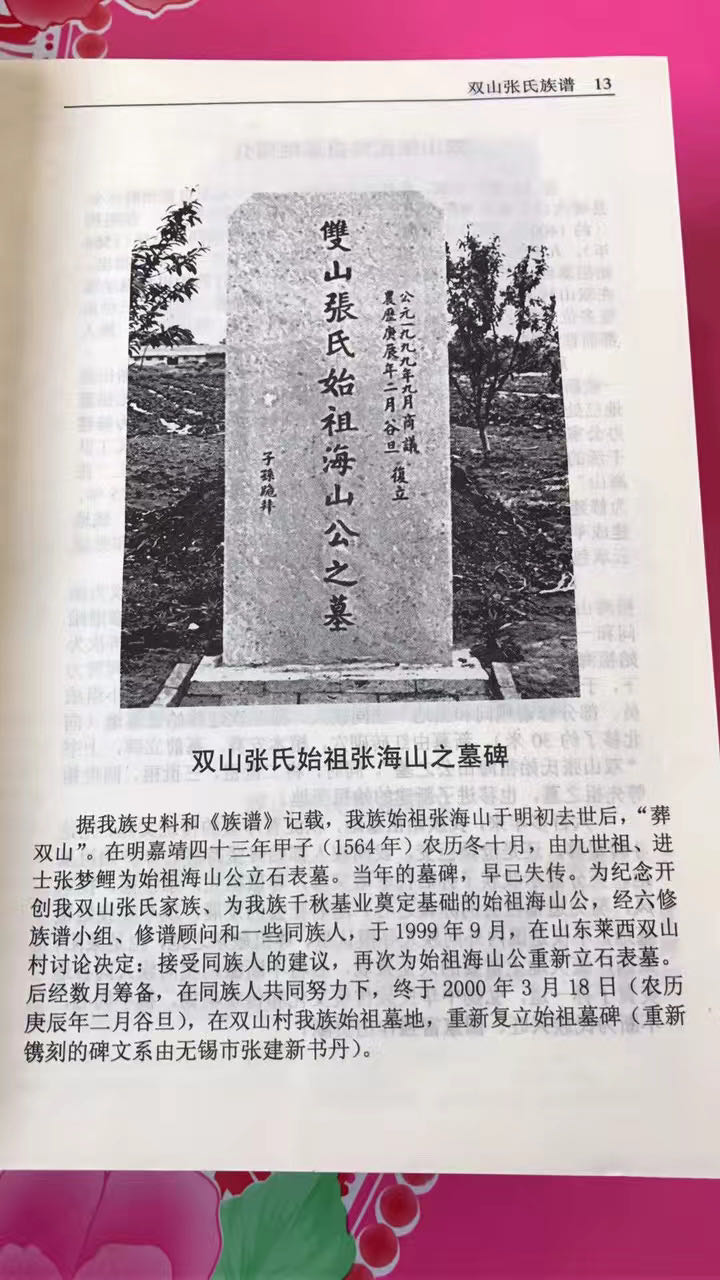 双山张氏族谱 13
公元一九九九年九月商議
農歷庚辰年二月谷旦 復立
雙山張氏始祖海山公之墓
子孫跪拜
双山张氏始祖张海山之墓碑
据我族史料和《族谱》记载，我族始祖张海山于明初去世后，“葬
双山”。在明嘉靖四十三年甲子（1564年）农历冬十月，由九世祖、进
士张梦鲤为始祖海山公立石表墓。当年的墓碑，早已失传。为纪念开
创我双山张氏家族、为我族千秋基业奠定基础的始祖海山公，经六修
族谱小组、修谱顾问和一些同族人，于1999年9月，在山东莱西双山
村讨论决定：接受同族人的建议，再次为始祖海山公重新立石表墓。
后经数月筹备，在同族人共同努力下，终于2000年3月18日（农历
庚辰年二月谷旦），在双山村我族始祖墓地，重新复立始祖墓碑（重新
镌刻的碑文系由无锡市张建新书丹）。